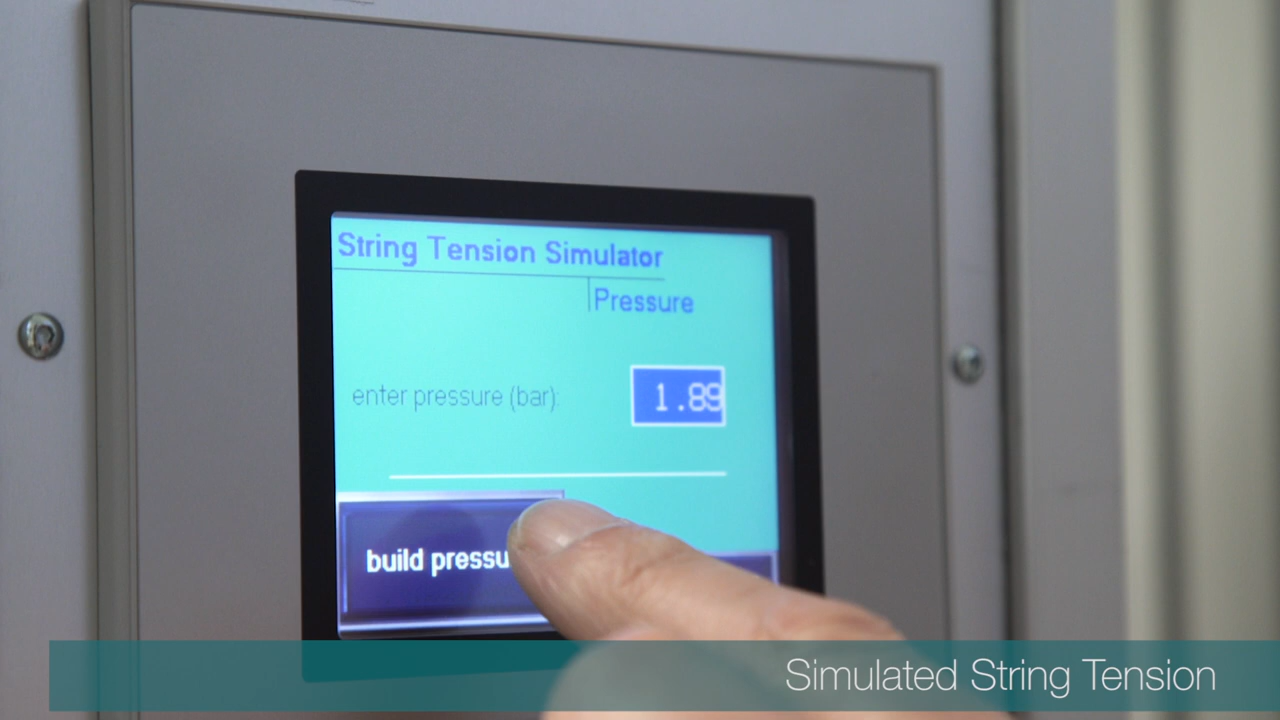 String Tension Simulator
Pressure
enter pressure (bar):
1.89
build pressu
Simulated String Tension